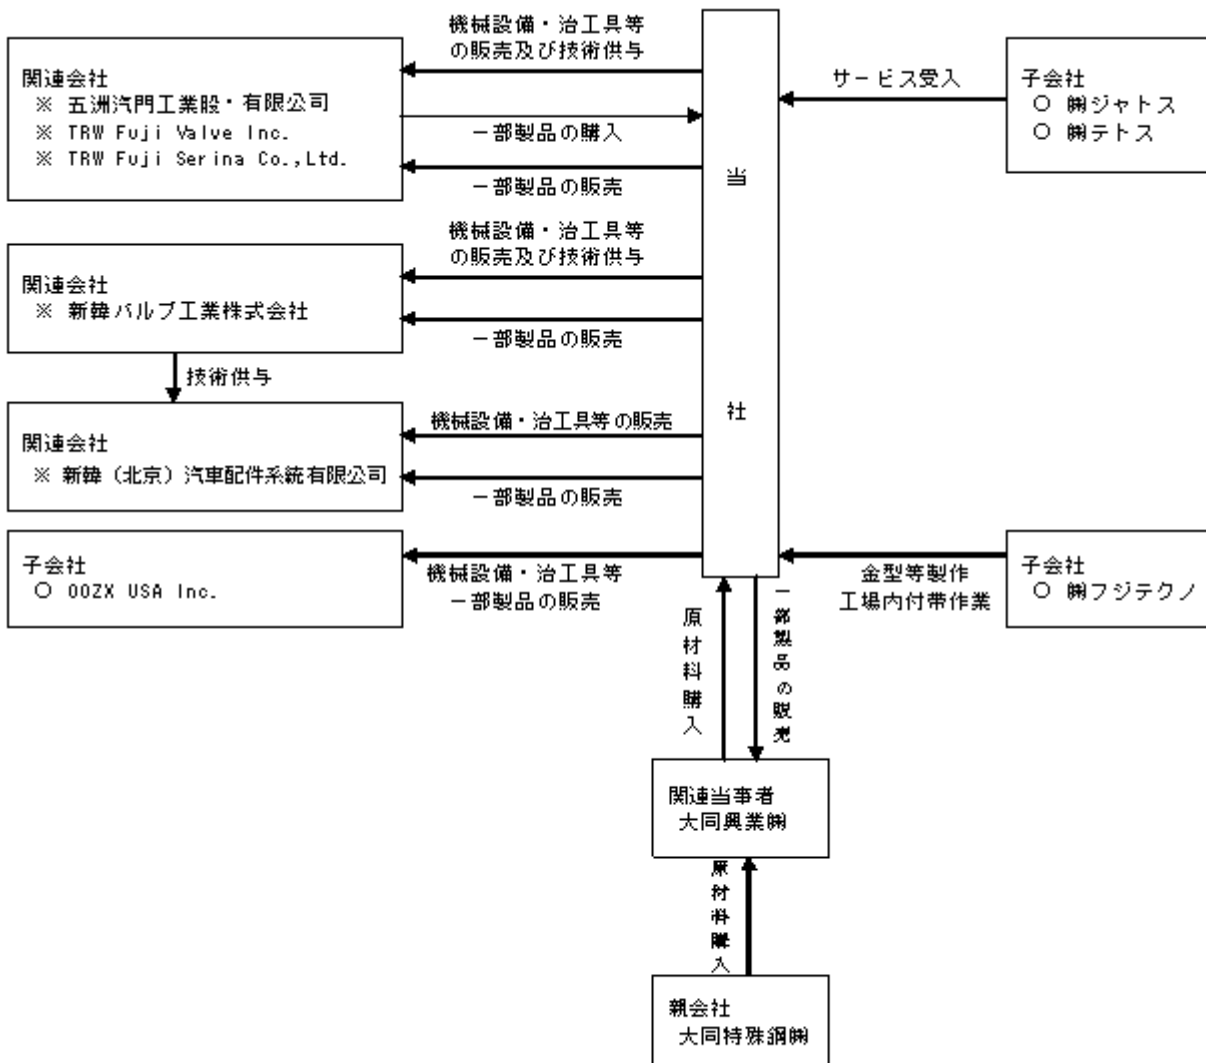 機械設備・治工具等
の販売及び技術供与
関連会社
※ 五洲汽門工業股・有限公司
※ TRW Fuji Valve Inc.
※ TRW Fuji Serina Co.,Ltd.
一部製品の購入
一部製品の販売
サービス受入
子会社
○ ㈱ジャトス
○ ㈱テトス
当社
機械設備・治工具等
の販売及び技術供与
関連会社
※ 新韓バルブ工業株式会社
一部製品の販売
技術供与
関連会社
※ 新韓（北京）汽車配件系統有限公司
機械設備・治工具等の販売
一部製品の販売
子会社
○ OOZX USA Inc.
機械設備・治工具等
一部製品の販売
金型等製作
工場内付帯作業
子会社
○ ㈱フジテクノ
原材料購入
一部製品の販売
関連当事者
大同興業㈱
原材料購入
親会社
大同特殊鋼㈱